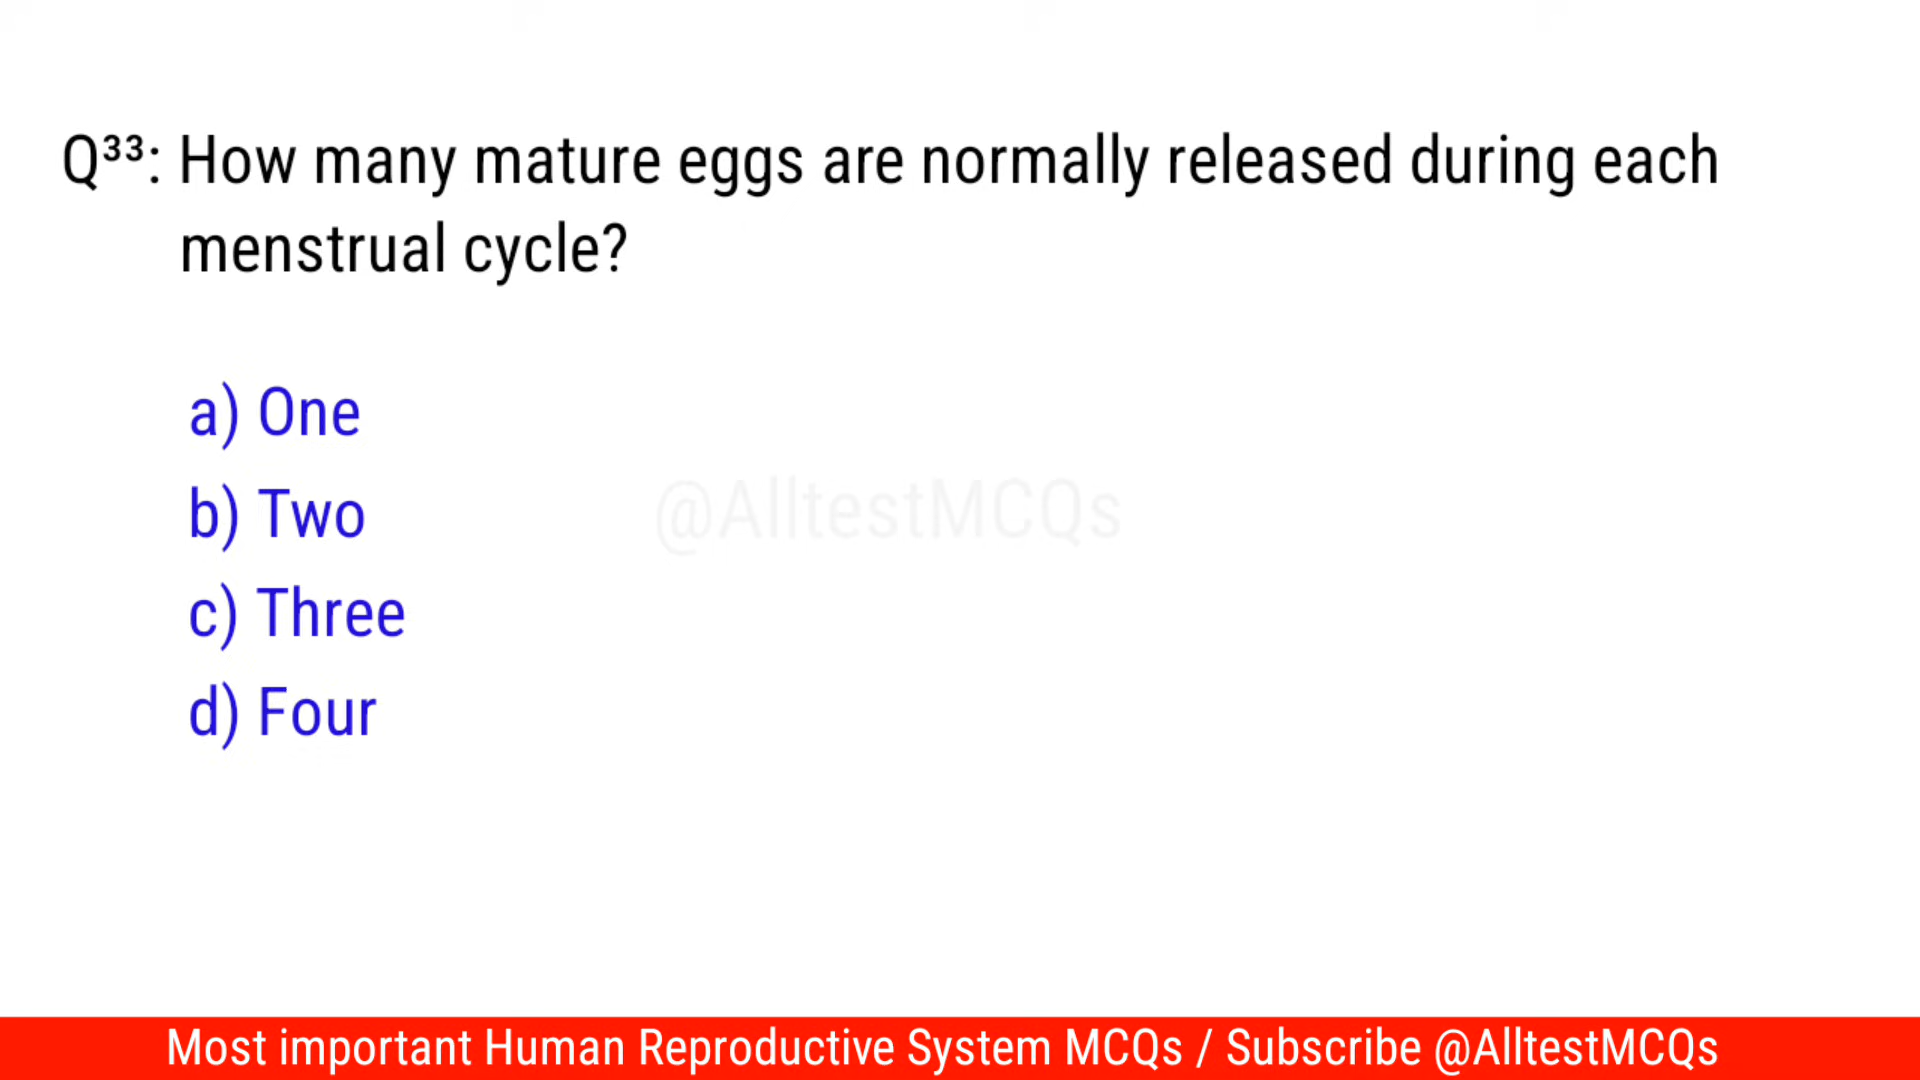 Q³³: How many mature eggs are normally released during each
menstrual cycle?
a) One
@AlltestMCQs
b) Two
c) Three
d) Four
Most important Human Reproductive System MCQs / Subscribe @AlltestMCQs